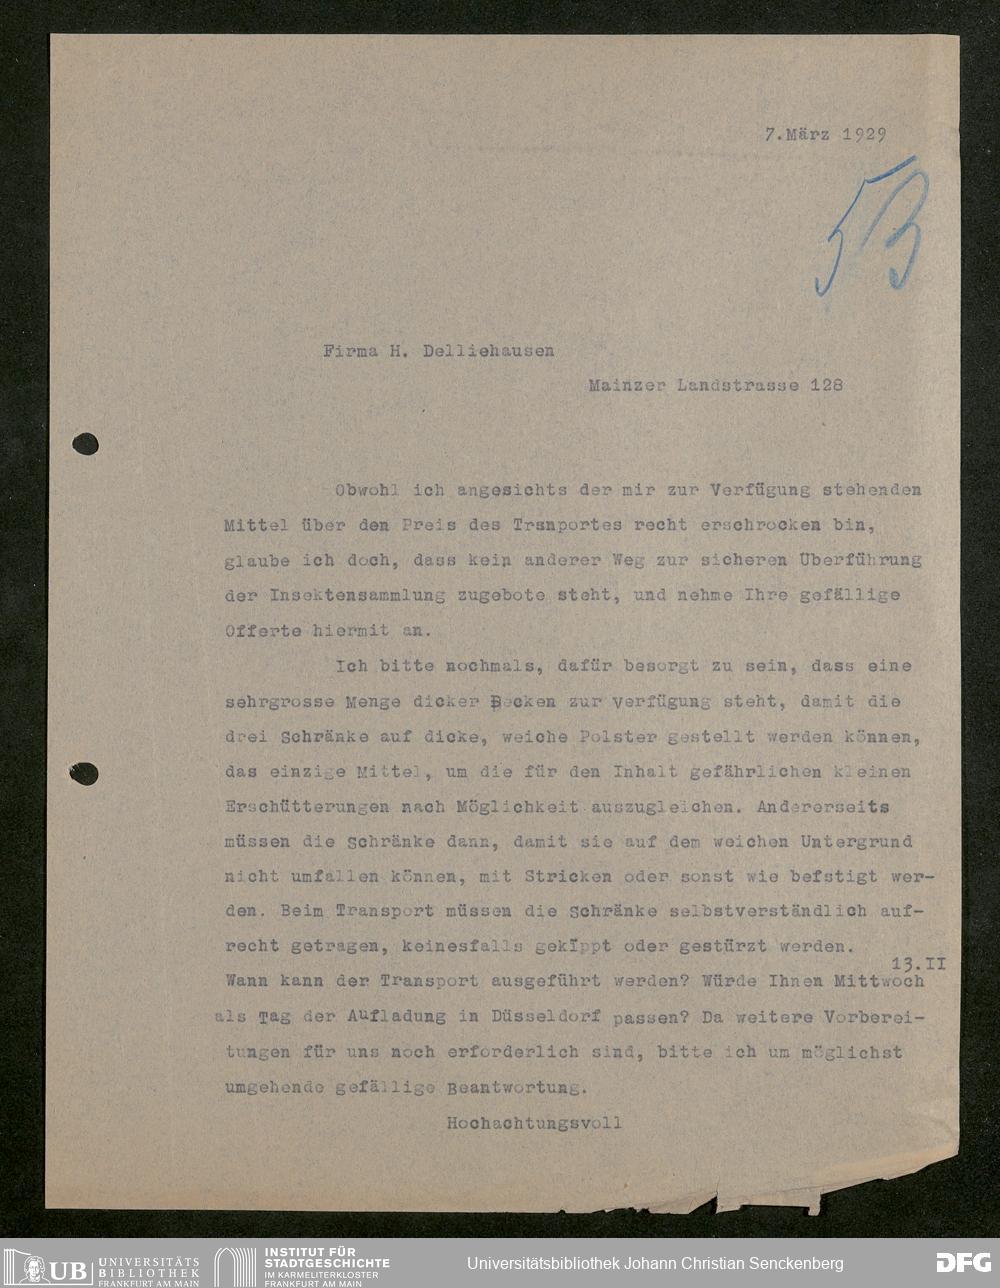 7.März 1929
53
Firma H. Delliehausen
Mainzer Landstrasse 128
Obwohl ich angesichts der mir zur Verfügung stehenden
Mittel über den Preis des Trsnportes recht erschrocken bin,
glaube ich doch, dass kein anderer Weg zur sicheren Überführung
der Insektensammlung zugebote steht, und nehme Ihre gefällige
Offerte hiermit an.
Ich bitte nochmals, dafür besorgt zu sein, dass eine
sehrgrosse Menge dicker Decken zur Verfügung steht, damit die
drei Schränke auf dicke, weiche Polster gestellt werden können,
das einzige Mittel, um die für den Inhalt gefährlichen kleinen
Erschütterungen nach Möglichkeit auszugleichen. Andererseits
müssen die Schränke dann, damit sie auf dem weichen Untergrund
nicht umfallen können, mit Stricken oder sonst wie befstigt wer-
den. Beim Transport müssen die Schränke selbstverständlich auf-
recht getragen, keinesfalls gekippt oder gestürzt werden.
13.II
Wann kann der Transport ausgeführt werden? Würde Ihnen Mittwoch
als Tag der Aufladung in Düsseldorf passen? Da weitere Vorberei-
tungen für uns noch erforderlich sind, bitte ich um möglichst
umgehende gefällige Beantwortung.
Hochachtungsvoll
UB UNIVERSITÄTS
BIBLIOTHEK
FRANKFURT AM MAIN
INSTITUT FÜR
STADTGESCHICHTE
IM KARMELITERKLOSTER
FRANKFURT AM MAIN
Universitätsbibliothek Johann Christian Senckenberg
DFG